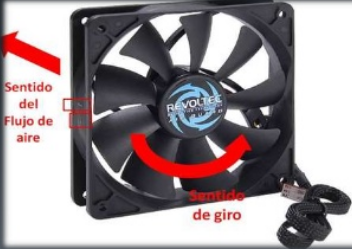 Sentido
del
Flujo de
aire
REVOLTEC
Sentido
de giro